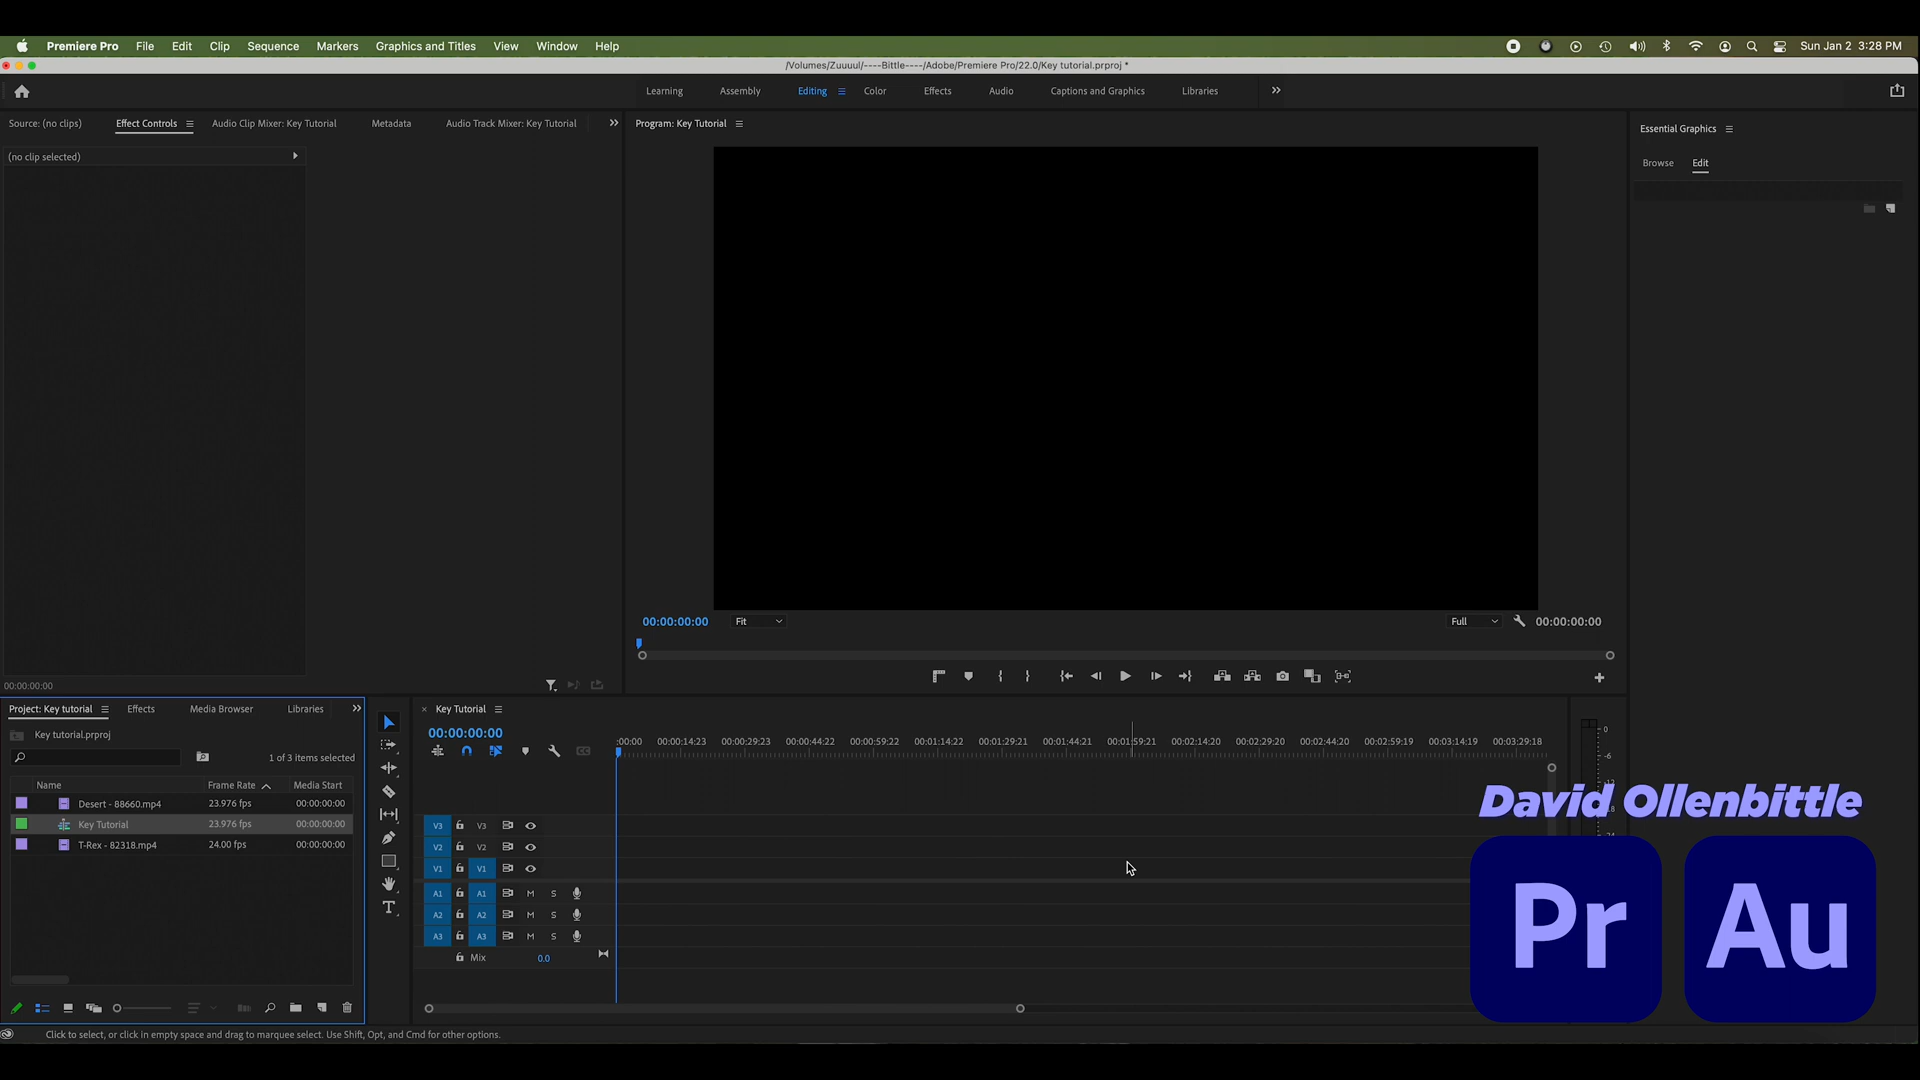 Premiere Pro File Edit Clip Sequence Markers Graphics and Titles View Window Help Sun Jan 2 3:28 PM
/Volumes/Zuuuul/----Bittle----/Adobe/Premiere Pro/22.0/Key tutorial.prproj *
Learning Assembly Editing Color Effects Audio Captions and Graphics Libraries
Source: (no clips) Effect Controls Audio Clip Mixer: Key Tutorial Metadata Audio Track Mixer: Key Tutorial
Program: Key Tutorial
Essential Graphics
(no clip selected)
Browse Edit
00:00:00:00 Fit Full 00:00:00:00
00:00:00:00
Project: Key tutorial Effects Media Browser Libraries
Key tutorial.prproj
1 of 3 items selected
Name Frame Rate Media Start
Desert - 88660.mp4 23.976 fps 00:00:00:00
Key Tutorial 23.976 fps 00:00:00:00
T-Rex - 82318.mp4 24.00 fps 00:00:00:00
Key Tutorial
00:00:00:00
:00:00 00:00:14:23 00:00:29:23 00:00:44:22 00:00:59:22 00:01:14:22 00:01:29:21 00:01:44:21 00:01:59:21 00:02:14:20 00:02:29:20 00:02:44:20 00:02:59:19 00:03:14:19 00:03:29:18
V3 V3
V2 V2
V1 V1
A1 A1 M S
A2 A2 M S
A3 A3 M S
Mix 0.0
0
-6
David Ollenbittle
Pr Au
Click to select, or click in empty space and drag to marquee select. Use Shift, Opt, and Cmd for other options.